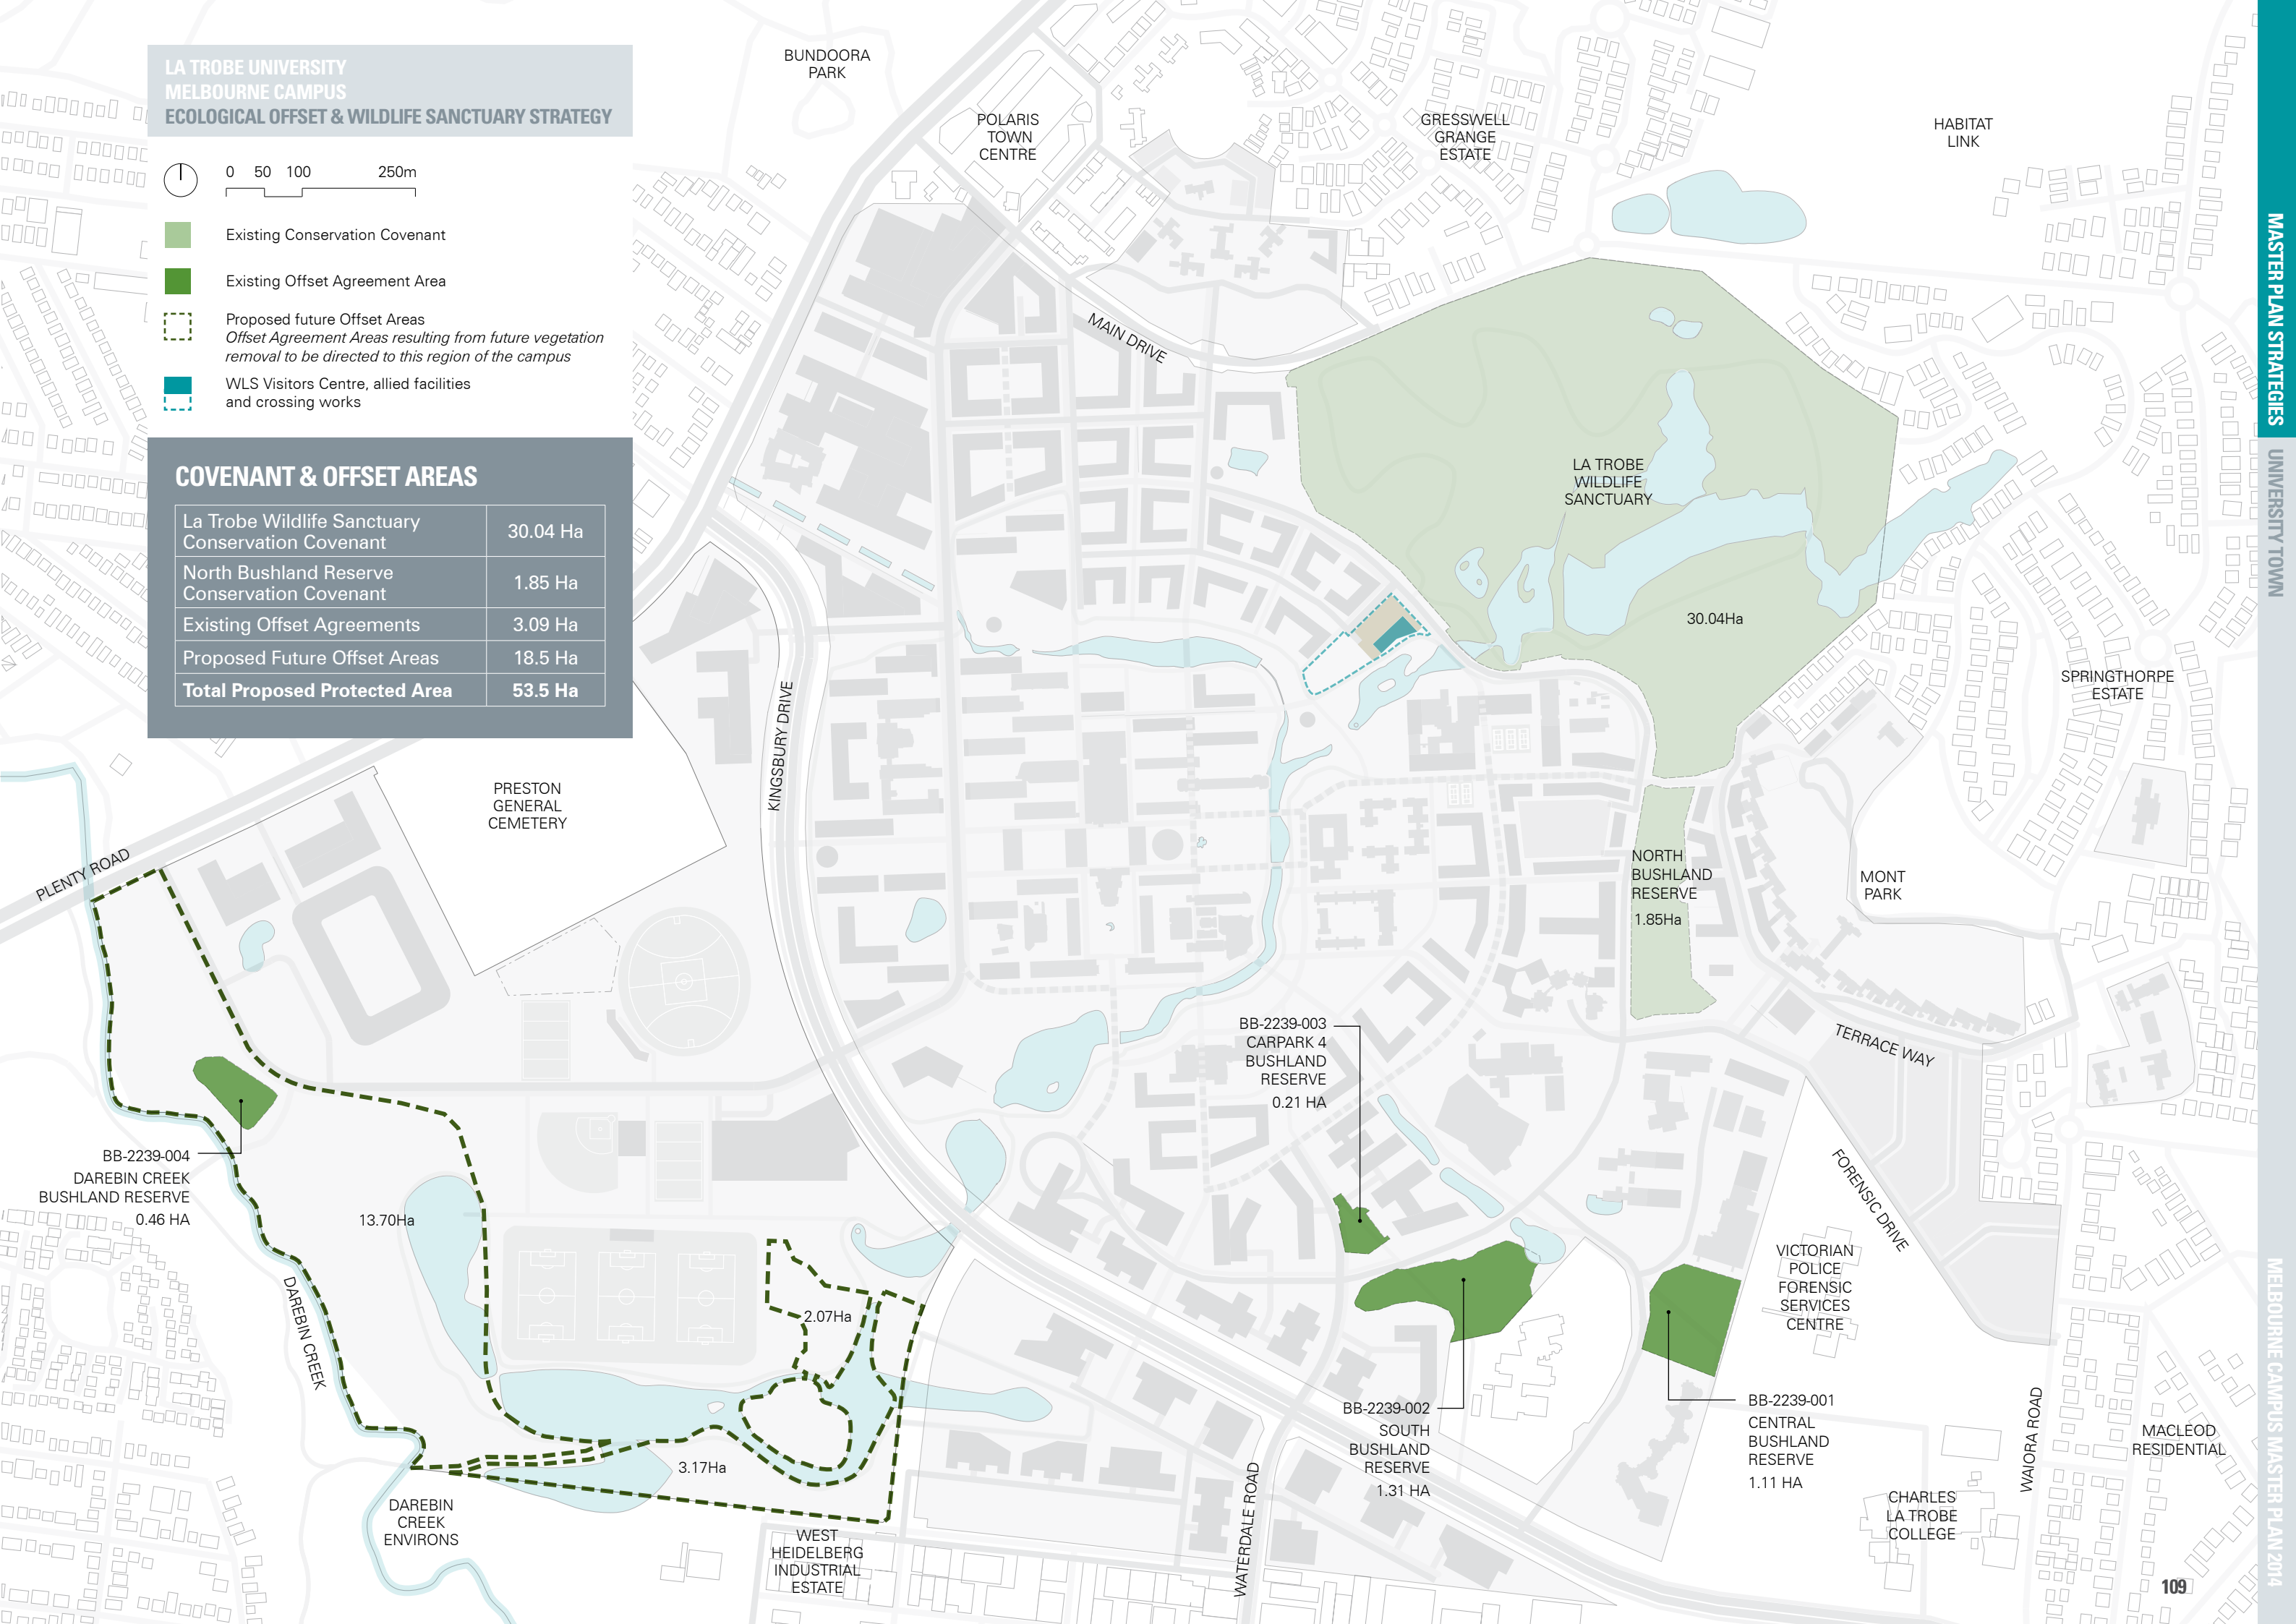 LA TROBE UNIVERSITY
MELBOURNE CAMPUS
ECOLOGICAL OFFSET & WILDLIFE SANCTUARY STRATEGY
0 50 100 250m
Existing Conservation Covenant
Existing Offset Agreement Area
Proposed future Offset Areas
Offset Agreement Areas resulting from future vegetation
removal to be directed to this region of the campus
WLS Visitors Centre, allied facilities
and crossing works
COVENANT & OFFSET AREAS
La Trobe Wildlife Sanctuary
Conservation Covenant
30.04 Ha
North Bushland Reserve
Conservation Covenant
1.85 Ha
Existing Offset Agreements 3.09 Ha
Proposed Future Offset Areas 18.5 Ha
Total Proposed Protected Area 53.5 Ha
BUNDOORA
PARK
POLARIS
TOWN
CENTRE
GRESSWELL
GRANGE
ESTATE
HABITAT
LINK
MAIN DRIVE
LA TROBE
WILDLIFE
SANCTUARY
30.04Ha
SPRINGTHORPE
ESTATE
KINGSBURY DRIVE
PRESTON
GENERAL
CEMETERY
PLENTY ROAD
NORTH
BUSHLAND
RESERVE
1.85Ha
MONT
PARK
TERRACE WAY
FORENSIC DRIVE
BB-2239-003
CARPARK 4
BUSHLAND
RESERVE
0.21 HA
BB-2239-004
DAREBIN CREEK
BUSHLAND RESERVE
0.46 HA
13.70Ha
DAREBIN CREEK
2.07Ha
3.17Ha
VICTORIAN
POLICE
FORENSIC
SERVICES
CENTRE
BB-2239-002
SOUTH
BUSHLAND
RESERVE
1.31 HA
BB-2239-001
CENTRAL
BUSHLAND
RESERVE
1.11 HA
WAIORA ROAD
MACLEOD
RESIDENTIAL
CHARLES
LA TROBE
COLLEGE
DAREBIN
CREEK
ENVIRONS
WEST
HEIDELBERG
INDUSTRIAL
ESTATE
WATERDALE ROAD
MASTER PLAN STRATEGIES
UNIVERSITY TOWN
MELBOURNE CAMPUS MASTER PLAN 2014
109